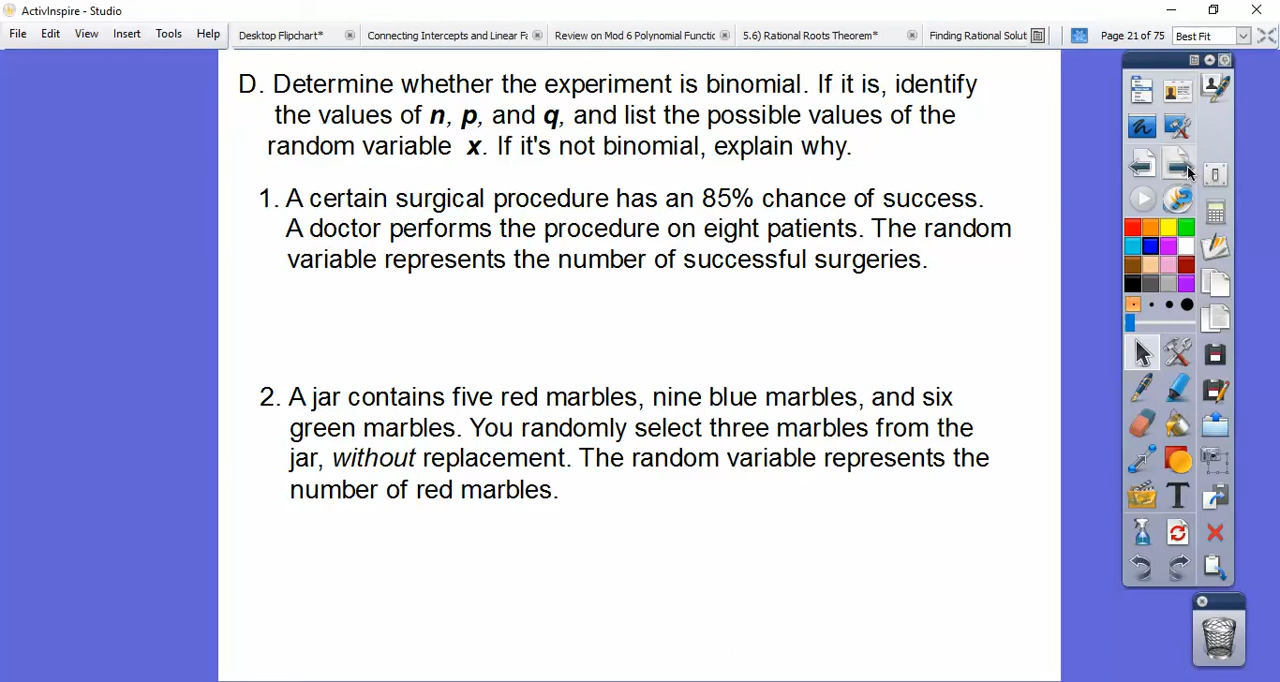 ActivInspire - Studio
File Edit View Insert Tools Help Desktop Flipchart* Connecting Intercepts and Linear Fa Review on Mod 6 Polynomial Functic 5.6) Rational Roots Theorem* Finding Rational Solut Page 21 of 75 Best Fit
D. Determine whether the experiment is binomial. If it is, identify
the values of n, p, and q, and list the possible values of the
random variable x. If it's not binomial, explain why.
1. A certain surgical procedure has an 85% chance of success.
A doctor performs the procedure on eight patients. The random
variable represents the number of successful surgeries.
2. A jar contains five red marbles, nine blue marbles, and six
green marbles. You randomly select three marbles from the
jar, without replacement. The random variable represents the
number of red marbles.
T